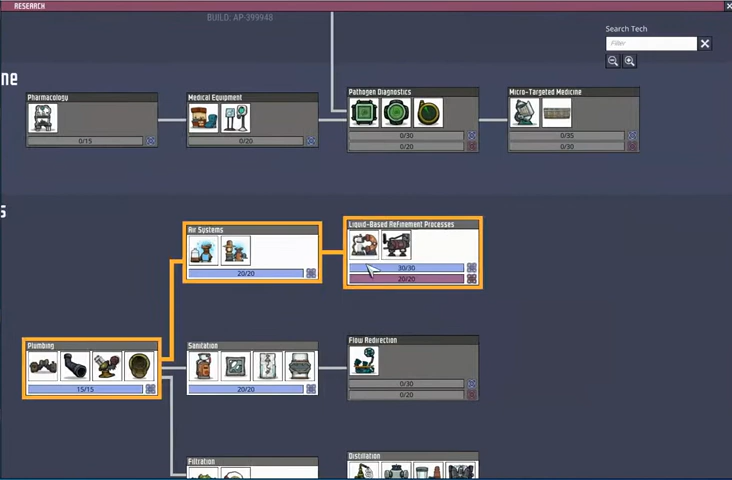 RESEARCH
BUILD: AP-399948
Search Tech
Filter
ne
Pharmacology
0/15
Medical Equipment
0/20
Pathogen Diagnostics
0/30
0/20
Micro-Targeted Medicine
0/35
0/30
s
Air Systems
20/20
Liquid-Based Refinement Processes
30/30
20/20
Plumbing
15/15
Sanitation
20/20
Flow Redirection
0/30
0/20
Filtration
Distillation